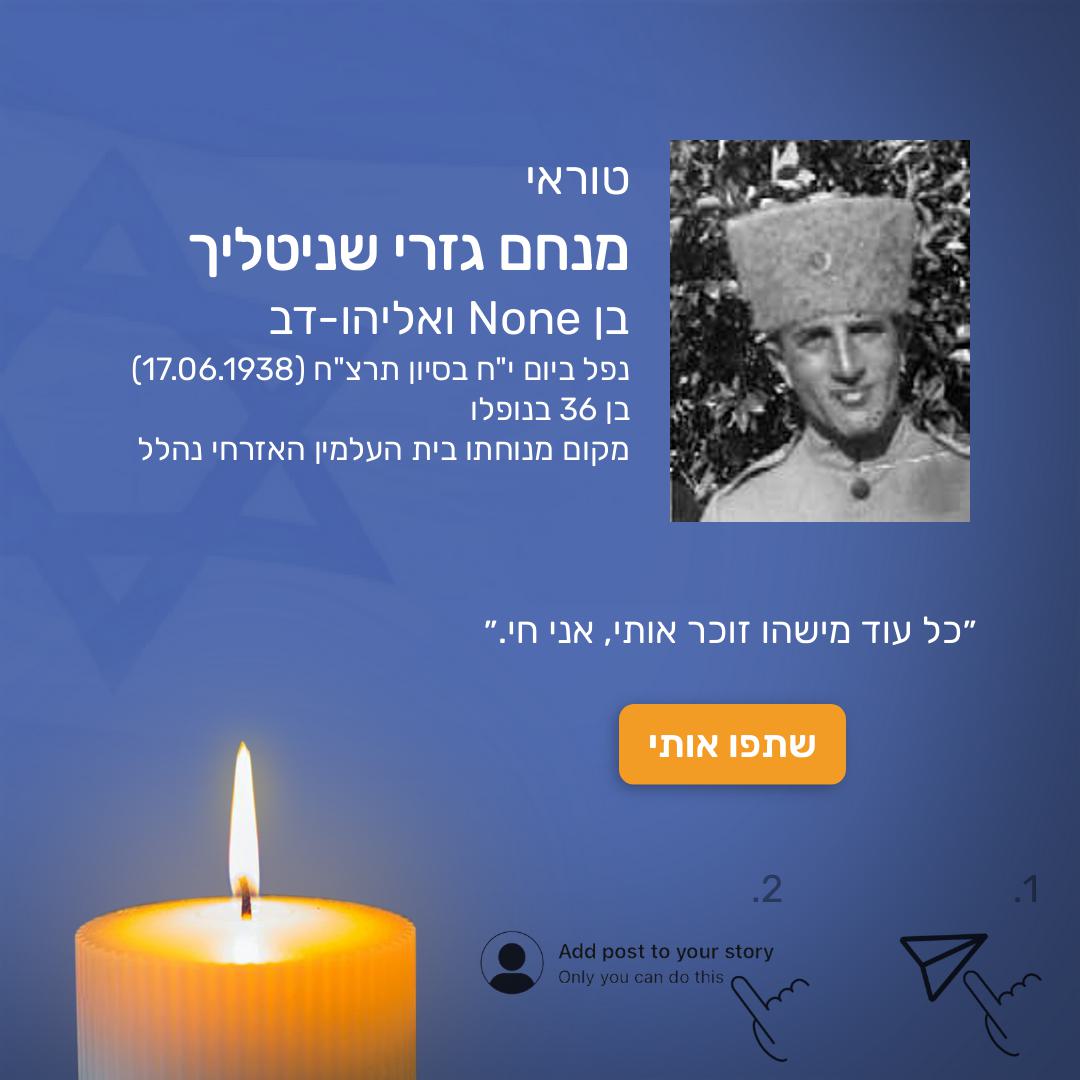 טוראי
מנחם גזרי שניטליך
בן None ואליהו-דב
נפל ביום י"ח בסיון תרצ"ח (17.06.1938)
בן 36 בנופלו
מקום מנוחתו בית העלמין האזרחי נהלל
״כל עוד מישהו זוכר אותי, אני חי.״
שתפו אותי
1.
2.
Add post to your story
Only you can do this